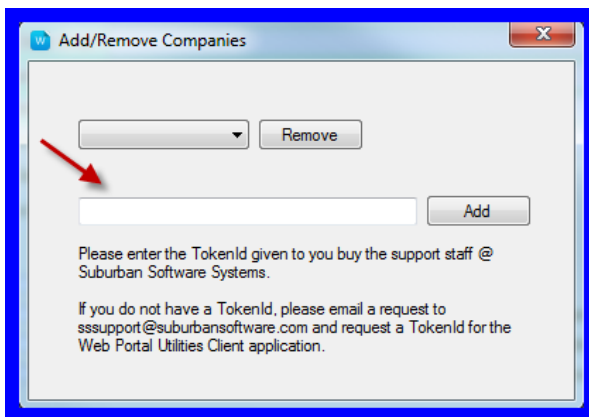 W Add/Remove Companies
X
Remove
Add
Please enter the TokenId given to you buy the support staff @
Suburban Software Systems.
If you do not have a TokenId, please email a request to
sssupport@suburbansoftware.com and request a TokenId for the
Web Portal Utilities Client application.